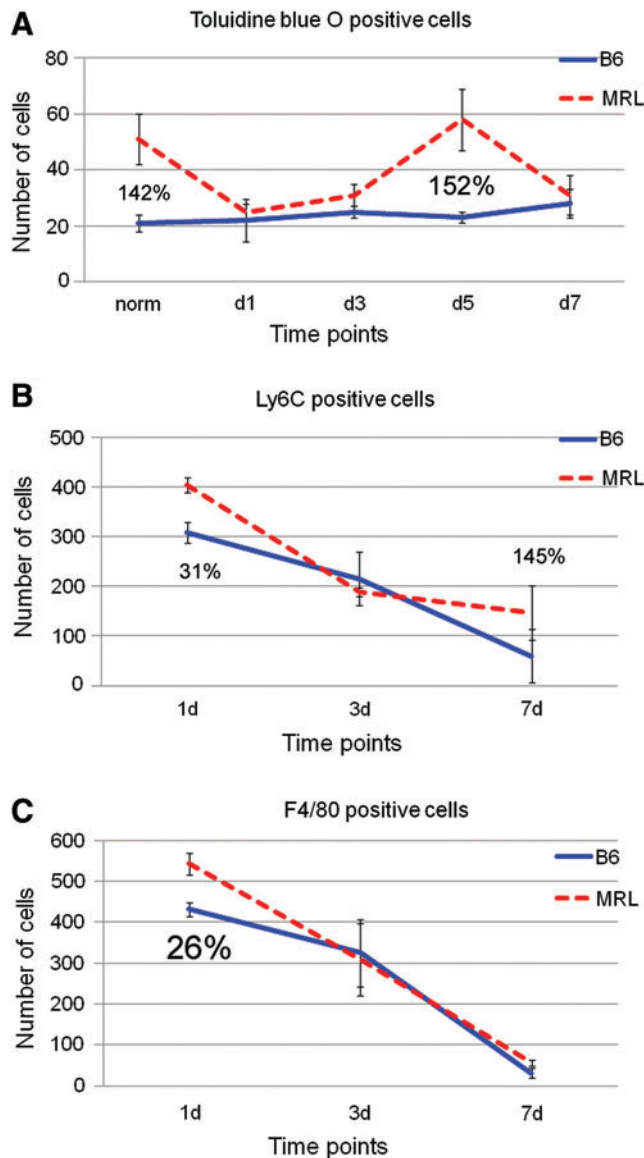 A
Toluidine blue O positive cells
80
60
40
20
0
Number of cells
B6
MRL
142%
152%
norm d1 d3 d5 d7
Time points
B
Ly6C positive cells
500
400
300
200
100
0
Number of cells
B6
MRL
31%
145%
1d 3d 7d
Time points
C
F4/80 positive cells
600
500
400
300
200
100
0
Number of cells
B6
MRL
26%
1d 3d 7d
Time points